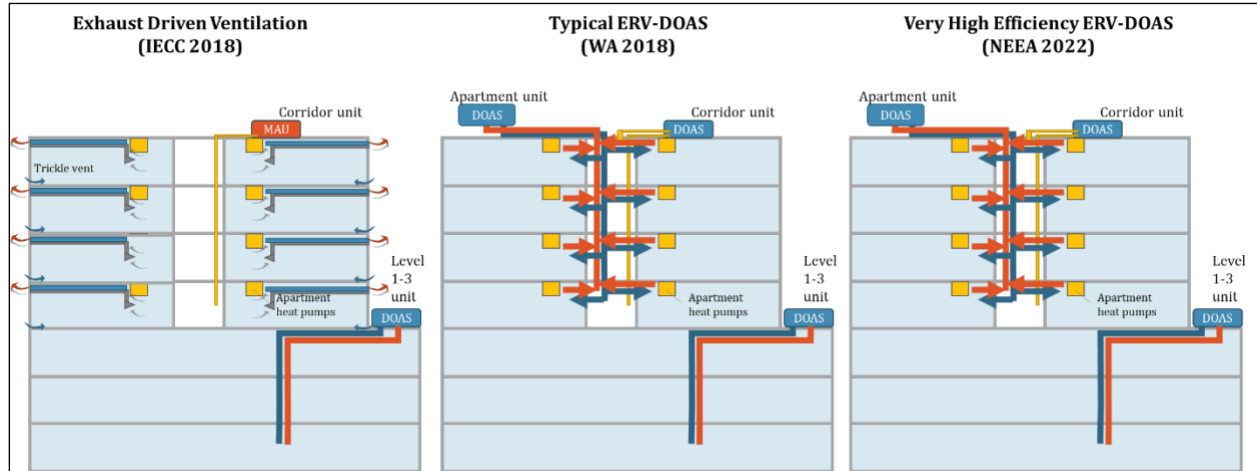 Exhaust Driven Ventilation
(IECC 2018)
Corridor unit
MAU
Trickle vent
Level
1-3
unit
Apartment
heat pumps
DOAS
Typical ERV-DOAS
(WA 2018)
Apartment unit
DOAS
Corridor unit
DOAS
Level
1-3
unit
Apartment
heat pumps
DOAS
Very High Efficiency ERV-DOAS
(NEEA 2022)
Apartment unit
DOAS
Corridor unit
DOAS
Level
1-3
unit
Apartment
heat pumps
DOAS